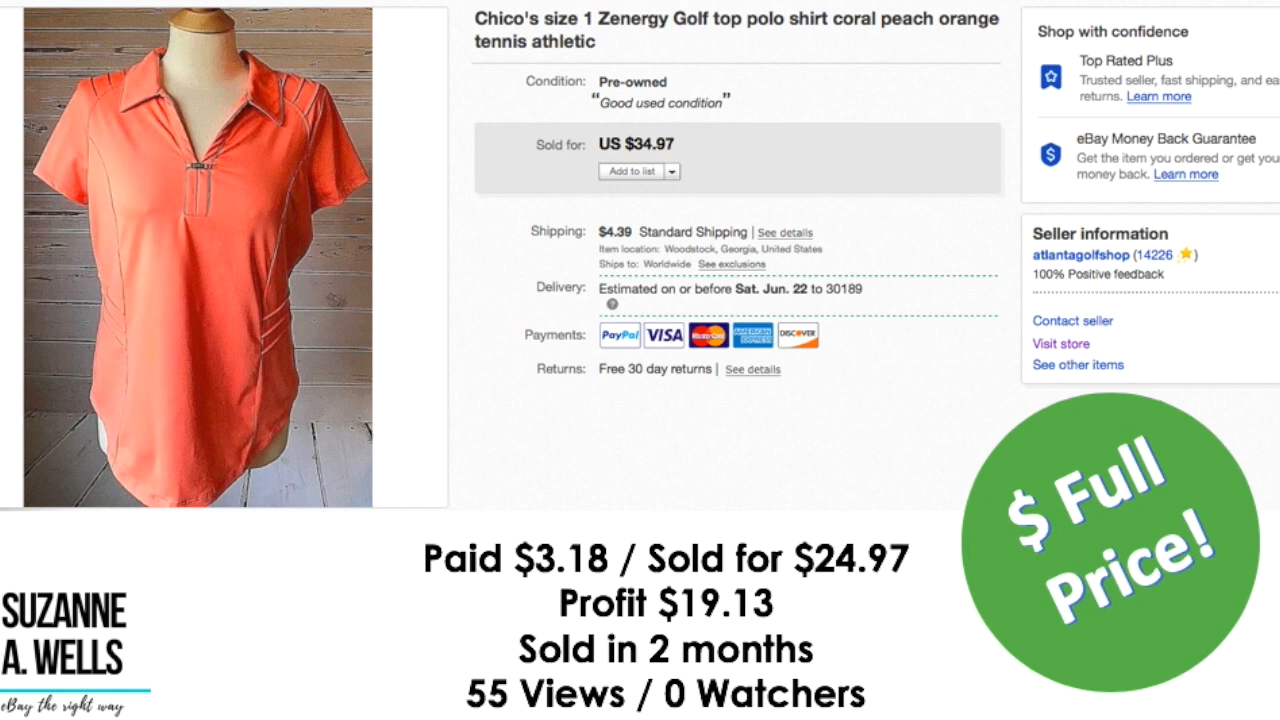 Chico's size 1 Zenergy Golf top polo shirt coral peach orange
tennis athletic
Condition: Pre-owned
“Good used condition”
Sold for: US $34.97
Add to list
Shipping: $4.39 Standard Shipping | See details
Item location: Woodstock, Georgia, United States
Ships to: Worldwide See exclusions
Delivery: Estimated on or before Sat. Jun. 22 to 30189
?
Payments: PayPal VISA MasterCard AMERICAN EXPRESS DISCOVER
Returns: Free 30 day returns | See details
Shop with confidence
Top Rated Plus
Trusted seller, fast shipping, and ea
returns. Learn more
eBay Money Back Guarantee
Get the item you ordered or get you
money back. Learn more
Seller information
atlantagolfshop (14226 )
100% Positive feedback
Contact seller
Visit store
See other items
$ Full
Price!
Paid $3.18 / Sold for $24.97
Profit $19.13
Sold in 2 months
55 Views / 0 Watchers
SUZANNE
A. WELLS
eBay the right way